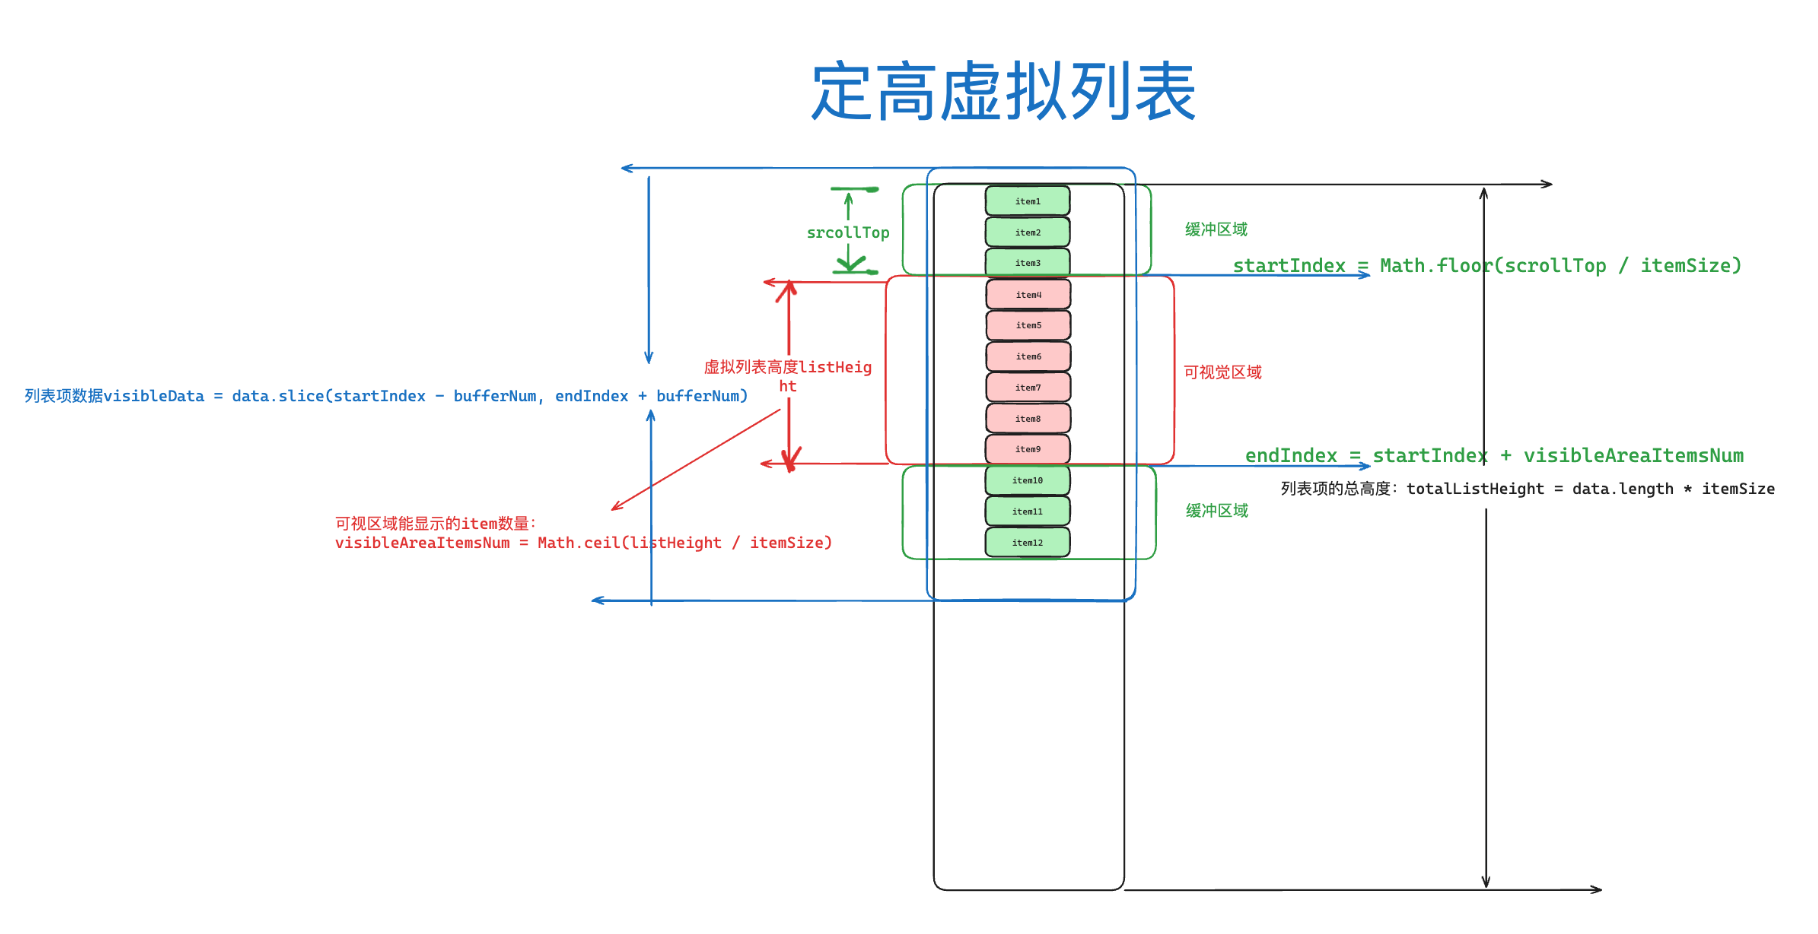 定高虚拟列表
item1
item2
item3
item4
item5
item6
item7
item8
item9
item10
item11
item12
srcollTop
缓冲区域
startIndex = Math.floor(scrollTop / itemSize)
虚拟列表高度listHeig
ht
可视觉区域
列表项数据visibleData = data.slice(startIndex - bufferNum, endIndex + bufferNum)
endIndex = startIndex + visibleAreaItemsNum
列表项的总高度: totalListHeight = data.length * itemSize
缓冲区域
可视区域能显示的item数量:
visibleAreaItemsNum = Math.ceil(listHeight / itemSize)